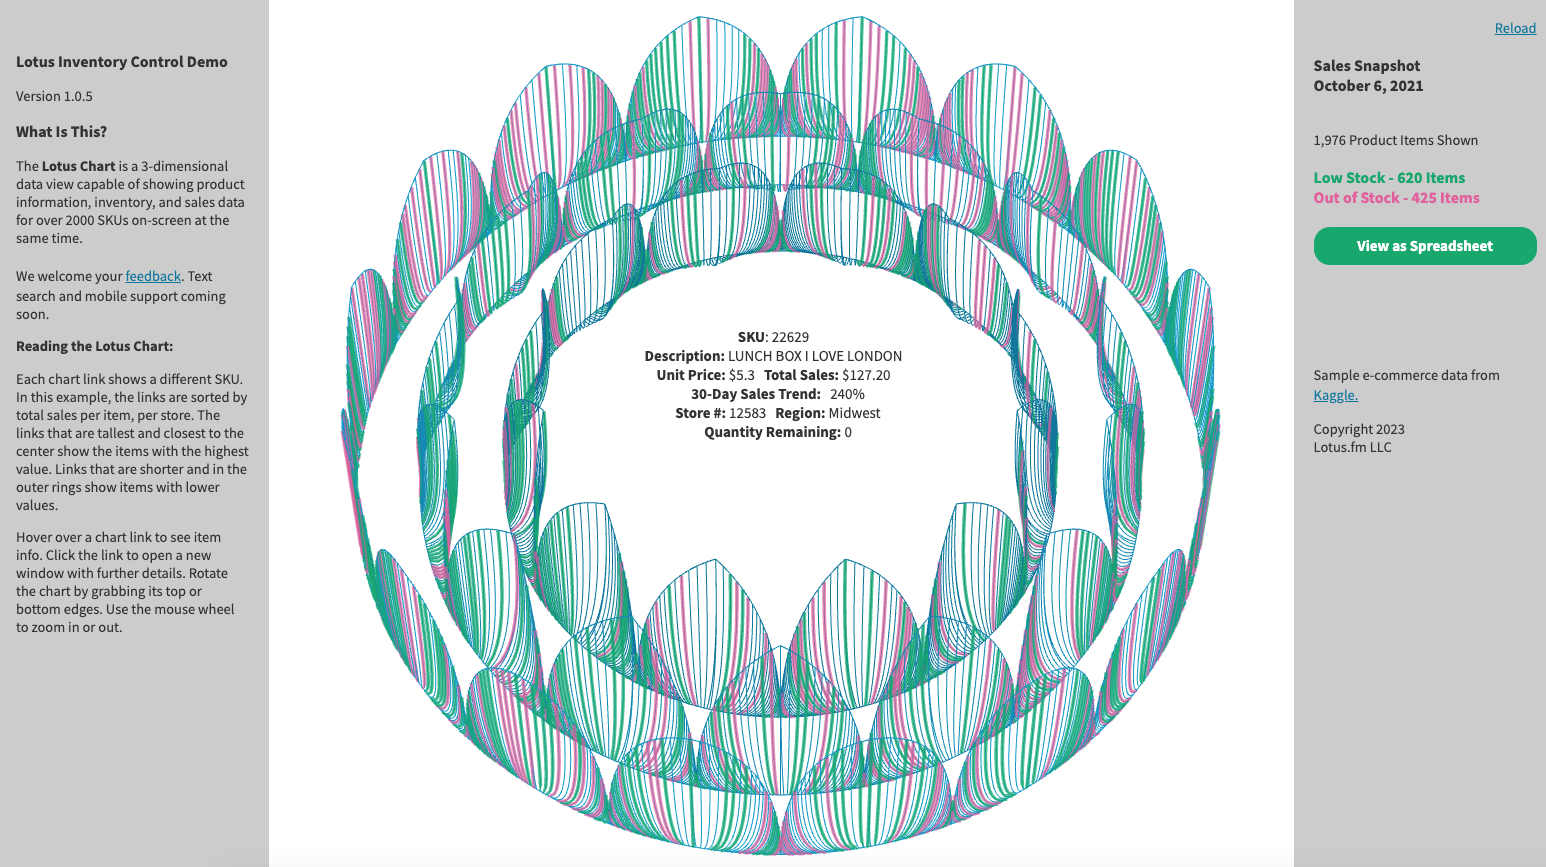 Lotus Inventory Control Demo
Version 1.0.5
What Is This?
The Lotus Chart is a 3-dimensional
data view capable of showing product
information, inventory, and sales data
for over 2000 SKUs on-screen at the
same time.
We welcome your feedback. Text
search and mobile support coming
soon.
Reading the Lotus Chart:
Each chart link shows a different SKU.
In this example, the links are sorted by
total sales per item, per store. The
links that are tallest and closest to the
center show the items with the highest
value. Links that are shorter and in the
outer rings show items with lower
values.
Hover over a chart link to see item
info. Click the link to open a new
window with further details. Rotate
the chart by grabbing its top or
bottom edges. Use the mouse wheel
to zoom in or out.
SKU: 22629
Description: LUNCH BOX I LOVE LONDON
Unit Price: $5.3 Total Sales: $127.20
30-Day Sales Trend: 240%
Store #: 12583 Region: Midwest
Quantity Remaining: 0
Reload
Sales Snapshot
October 6, 2021
1,976 Product Items Shown
Low Stock - 620 Items
Out of Stock - 425 Items
View as Spreadsheet
Sample e-commerce data from
Kaggle.
Copyright 2023
Lotus.fm LLC